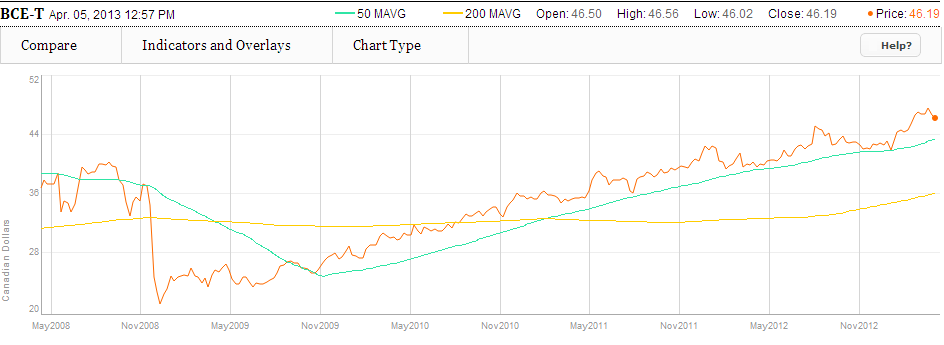 BCE-T Apr. 05, 2013 12:57 PM 50 MAVG 200 MAVG Open: 46.50 High: 46.56 Low: 46.02 Close: 46.19 Price: 46.19
Compare Indicators and Overlays Chart Type Help?
52
44
36
28
20
Canadian Dollars
May2008 Nov2008 May2009 Nov2009 May2010 Nov2010 May2011 Nov2011 May2012 Nov2012